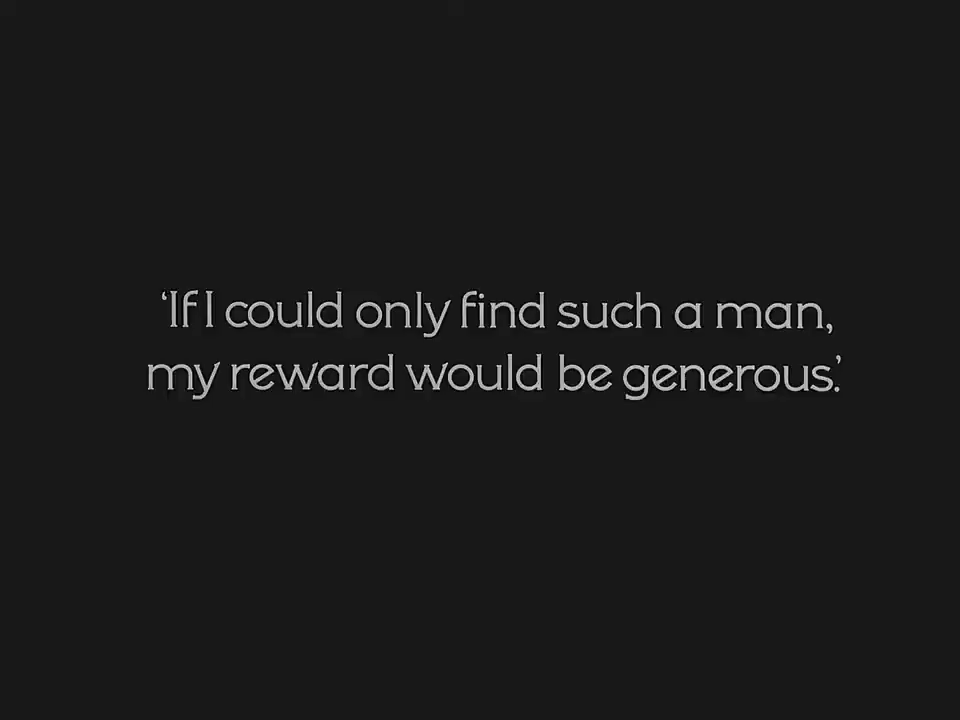 ‘If I could only find such a man,
my reward would be generous.’